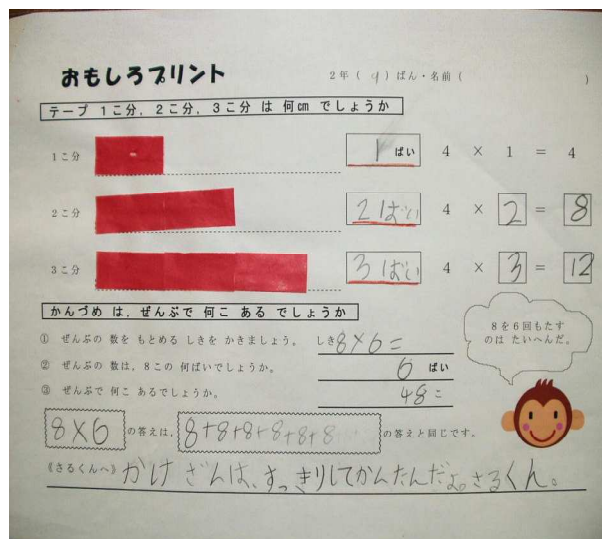 おもしろプリント
2年( 9 )ばん・名前( )
テープ 1こ分，2こ分，3こ分 は 何cm でしょうか
1こ分 1 ばい 4 × 1 = 4
2こ分 2ばい 4 × 2 = 8
3こ分 3ばい 4 × 3 = 12
かんづめ は，ぜんぶで 何こ ある でしょうか
① ぜんぶの 数を もとめる しきを かきましょう。 しき 8×6=
② ぜんぶの 数は，8この 何ばいでしょうか。 6 ばい
③ ぜんぶで 何こ あるでしょうか。 48 こ
8を6回もたす
のは たいへんだ。
8×6 の答えは， 8+8+8+8+8+8 の答えと同じです。
《さるくんへ》 かけざんは、すっきりしてかんたんだよ。さるくん。